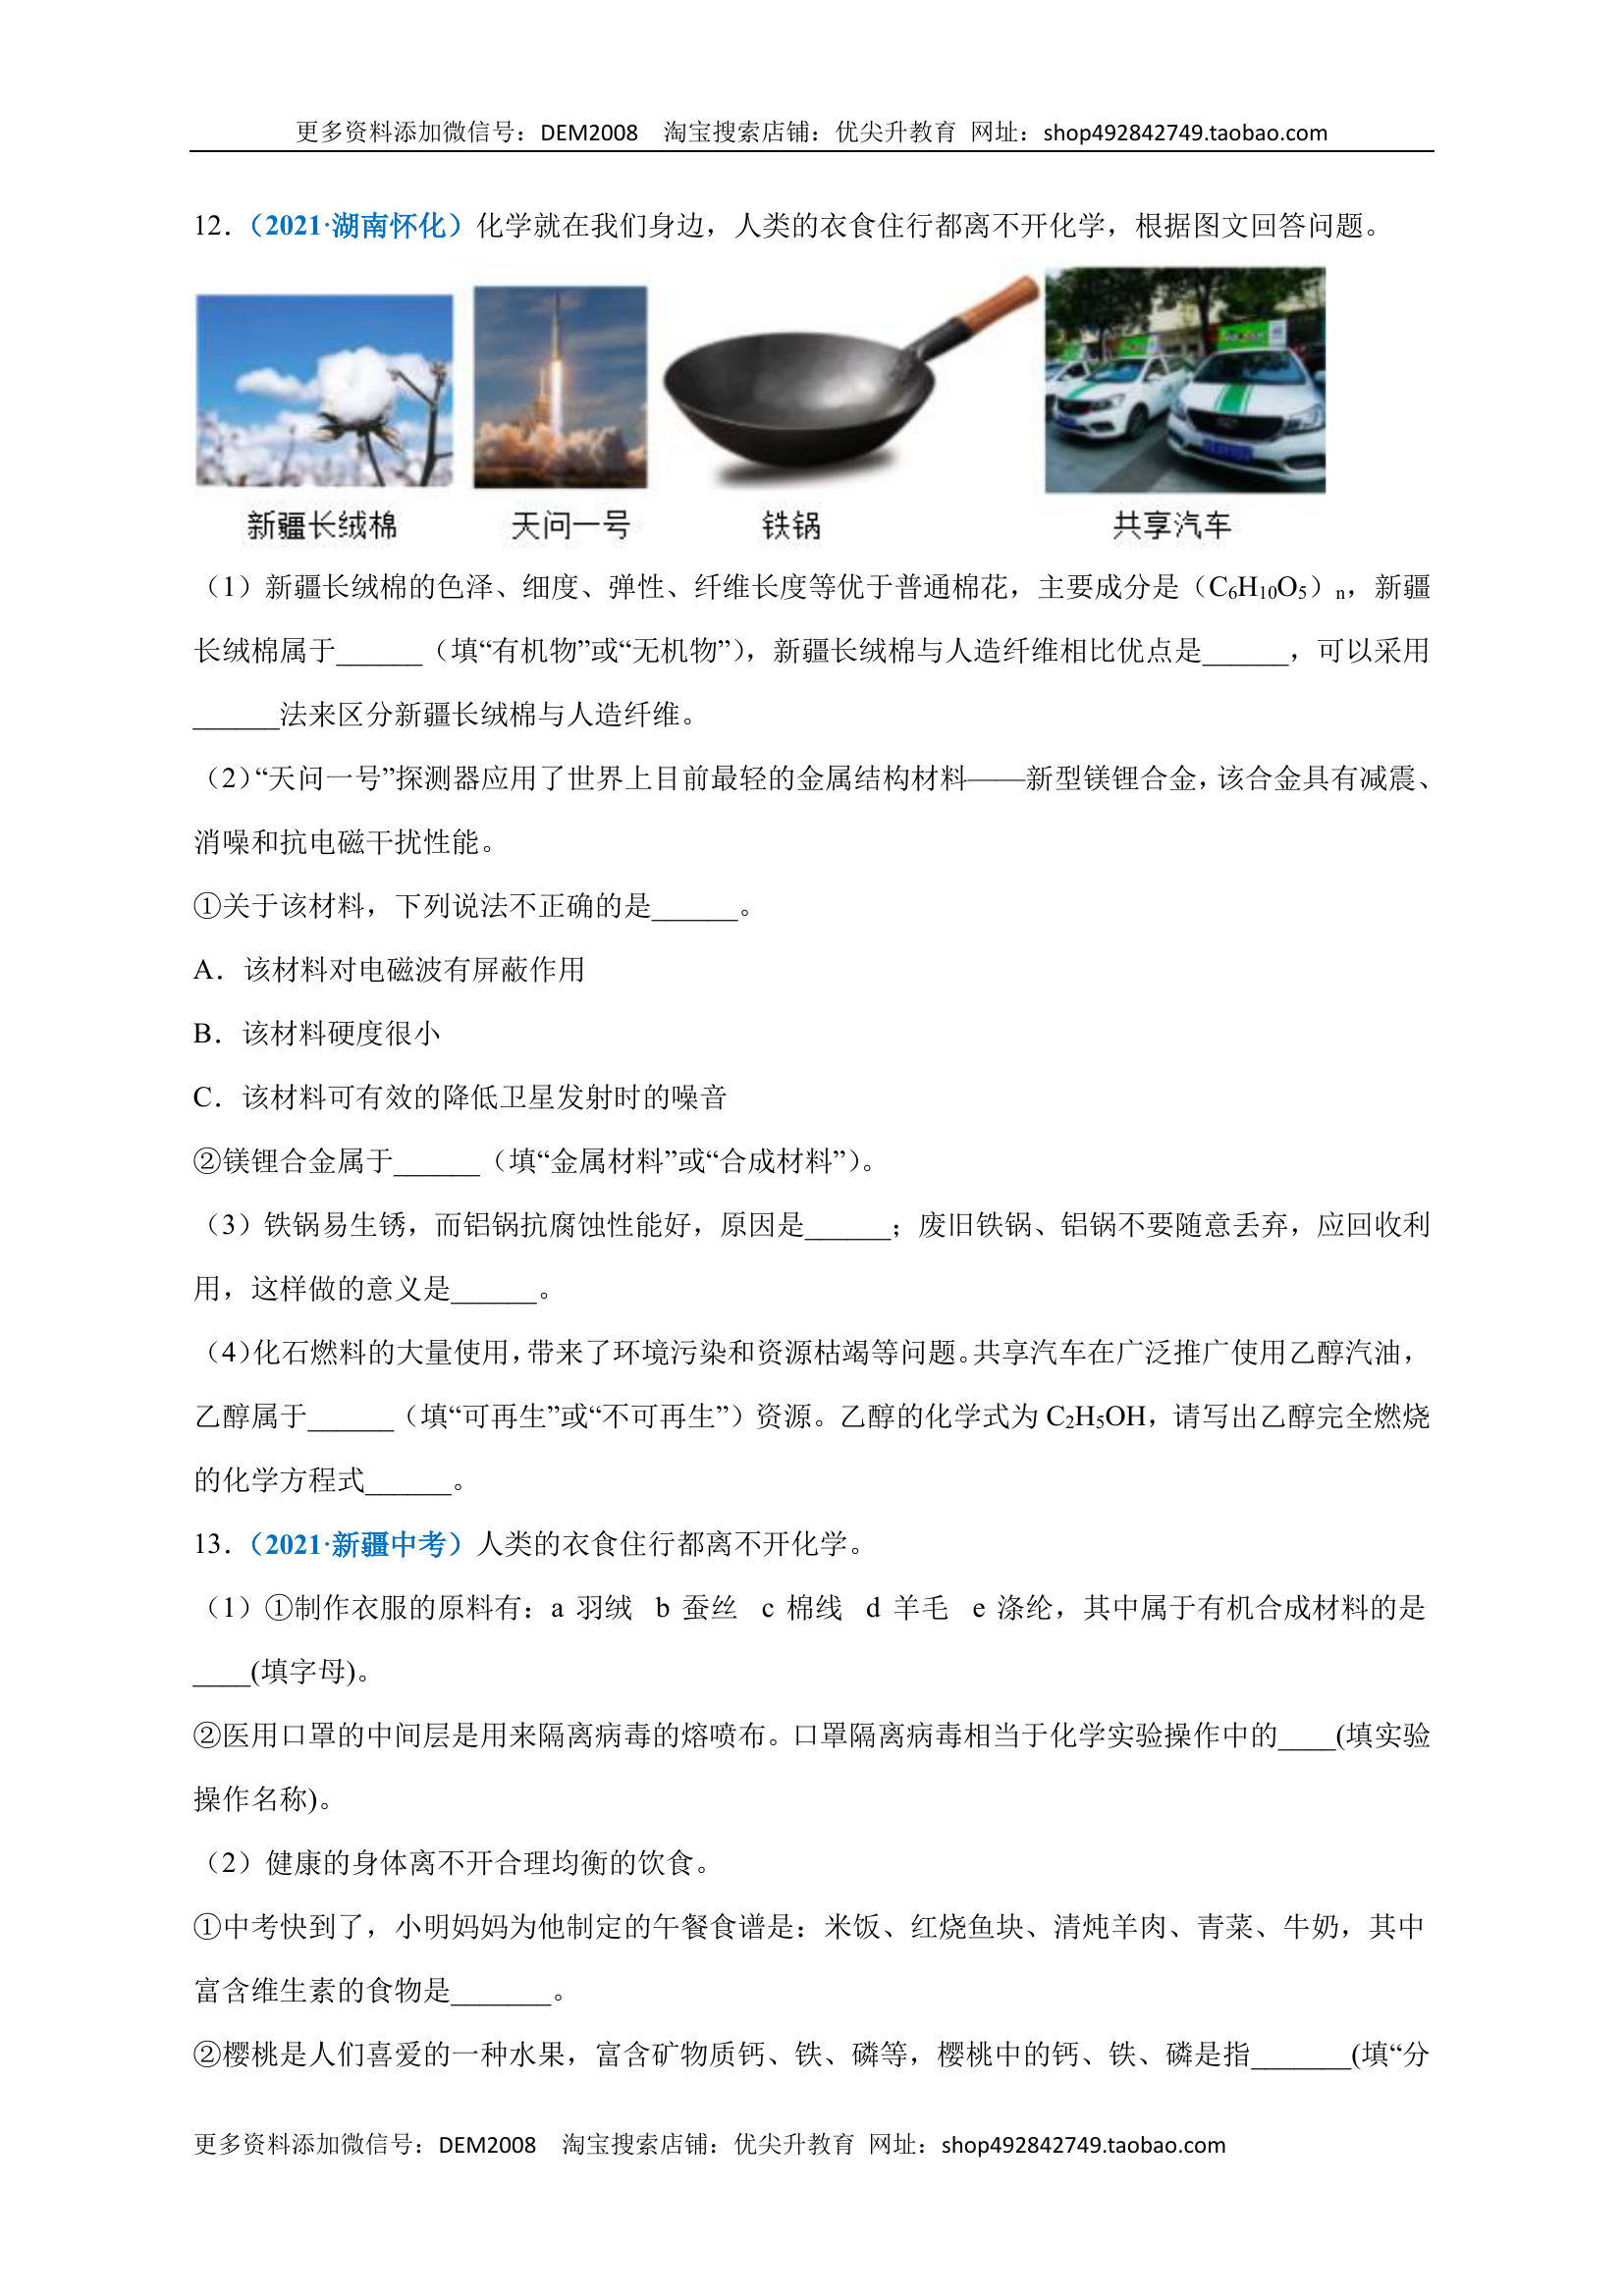 更多资料添加微信号：DEM2008 淘宝搜索店铺：优尖升教育 网址：shop492842749.taobao.com
12．（2021·湖南怀化）化学就在我们身边，人类的衣食住行都离不开化学，根据图文回答问题。
新疆长绒棉 天问一号 铁锅 共享汽车
（1）新疆长绒棉的色泽、细度、弹性、纤维长度等优于普通棉花，主要成分是（C₆H₁₀O₅）ₙ，新疆
长绒棉属于______（填“有机物”或“无机物”），新疆长绒棉与人造纤维相比优点是______，可以采用
______法来区分新疆长绒棉与人造纤维。
（2）“天问一号”探测器应用了世界上目前最轻的金属结构材料——新型镁锂合金，该合金具有减震、
消噪和抗电磁干扰性能。
①关于该材料，下列说法不正确的是______。
A．该材料对电磁波有屏蔽作用
B．该材料硬度很小
C．该材料可有效的降低卫星发射时的噪音
②镁锂合金属于______（填“金属材料”或“合成材料”）。
（3）铁锅易生锈，而铝锅抗腐蚀性能好，原因是______；废旧铁锅、铝锅不要随意丢弃，应回收利
用，这样做的意义是______。
（4）化石燃料的大量使用，带来了环境污染和资源枯竭等问题。共享汽车在广泛推广使用乙醇汽油，
乙醇属于______（填“可再生”或“不可再生”）资源。乙醇的化学式为 C₂H₅OH，请写出乙醇完全燃烧
的化学方程式______。
13．（2021·新疆中考）人类的衣食住行都离不开化学。
（1）①制作衣服的原料有：a 羽绒 b 蚕丝 c 棉线 d 羊毛 e 涤纶，其中属于有机合成材料的是
____(填字母)。
②医用口罩的中间层是用来隔离病毒的熔喷布。口罩隔离病毒相当于化学实验操作中的____(填实验
操作名称)。
（2）健康的身体离不开合理均衡的饮食。
①中考快到了，小明妈妈为他制定的午餐食谱是：米饭、红烧鱼块、清炖羊肉、青菜、牛奶，其中
富含维生素的食物是_______。
②樱桃是人们喜爱的一种水果，富含矿物质钙、铁、磷等，樱桃中的钙、铁、磷是指_______(填“分
更多资料添加微信号：DEM2008 淘宝搜索店铺：优尖升教育 网址：shop492842749.taobao.com